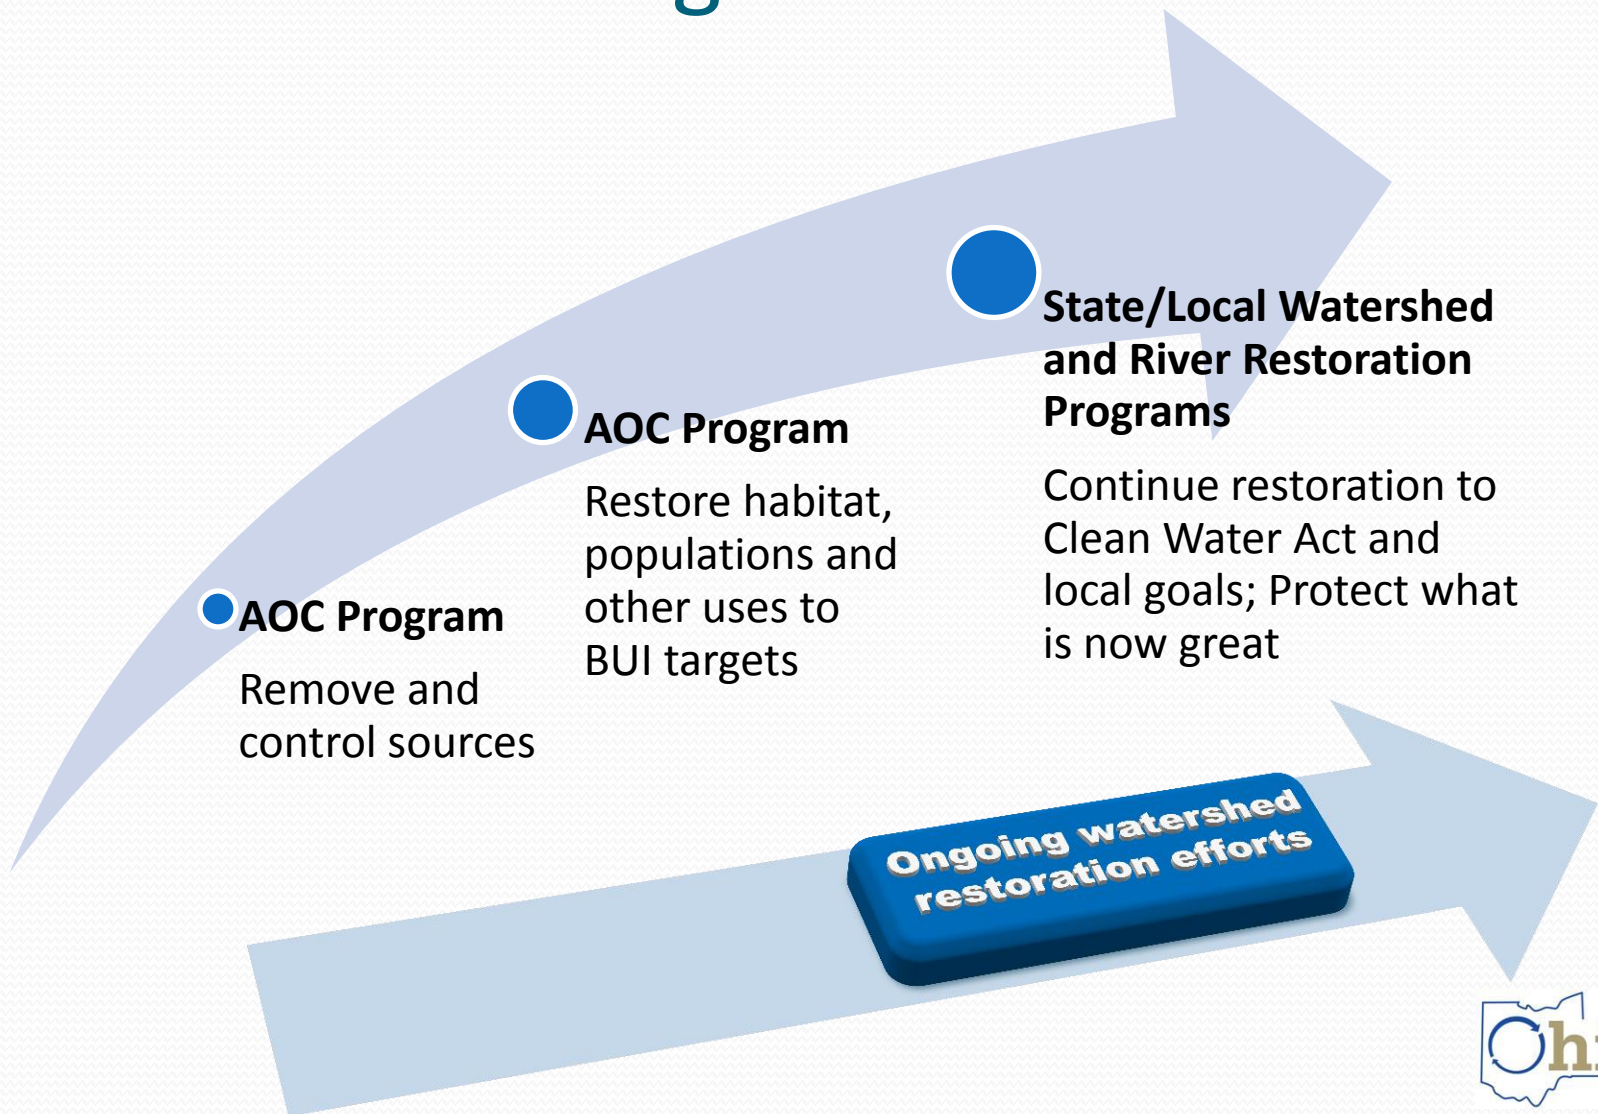 AOC Program
Remove and
control sources
AOC Program
Restore habitat,
populations and
other uses to
BUI targets
State/Local Watershed
and River Restoration
Programs
Continue restoration to
Clean Water Act and
local goals; Protect what
is now great
Ongoing watershed
restoration efforts